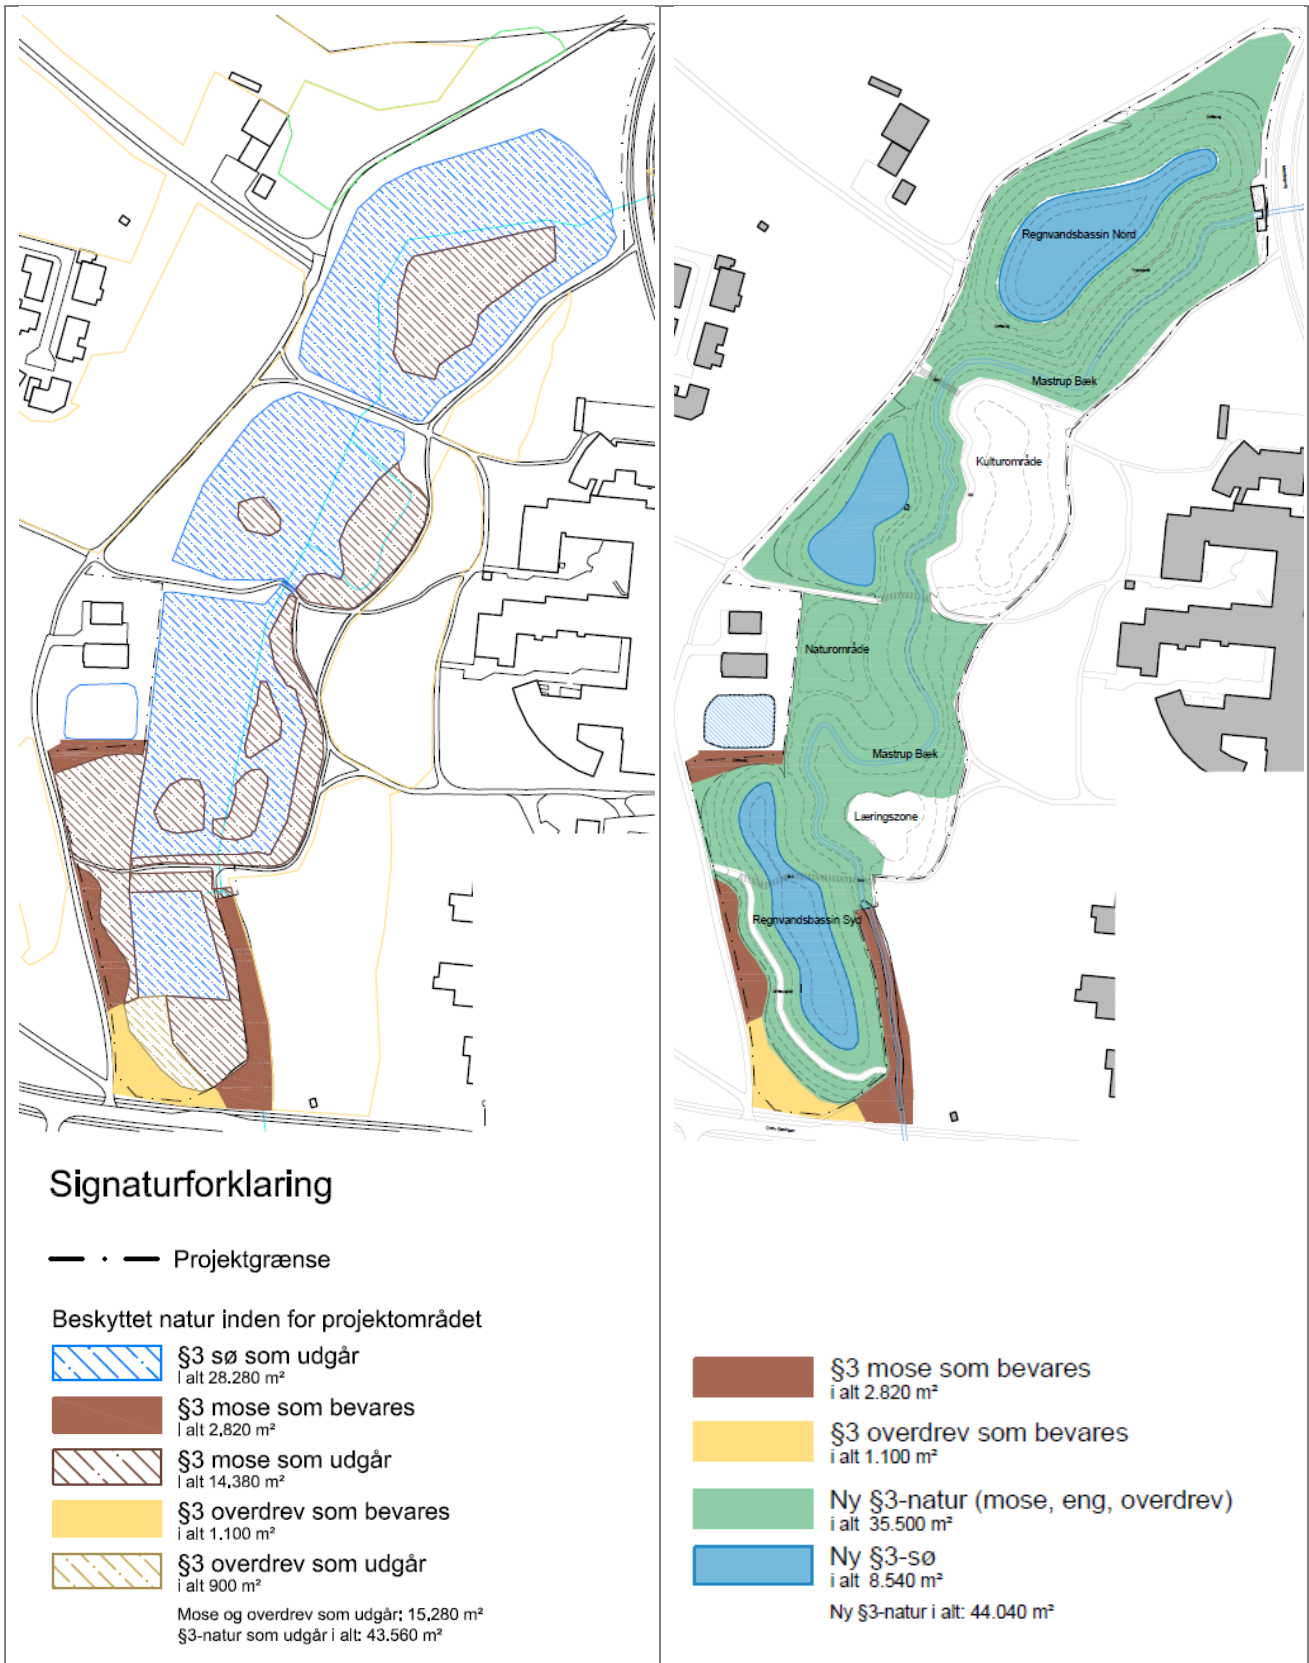 Signaturforklaring
Projektgrænse
Beskyttet natur inden for projektområdet
§3 sø som udgår
I alt 28.280 m²
§3 mose som bevares
I alt 2.820 m²
§3 mose som udgår
I alt 14.380 m²
§3 overdrev som bevares
i alt 1.100 m²
§3 overdrev som udgår
i alt 900 m²
Mose og overdrev som udgår: 15.280 m²
§3-natur som udgår i alt: 43.560 m²
Regnvandsbassin Nord
Mastrup Bæk
Kulturområde
Naturområde
Mastrup Bæk
Læringszone
Regnvandsbassin Syd
§3 mose som bevares
i alt 2.820 m²
§3 overdrev som bevares
i alt 1.100 m²
Ny §3-natur (mose, eng, overdrev)
i alt 35.500 m²
Ny §3-sø
i alt 8.540 m²
Ny §3-natur i alt: 44.040 m²